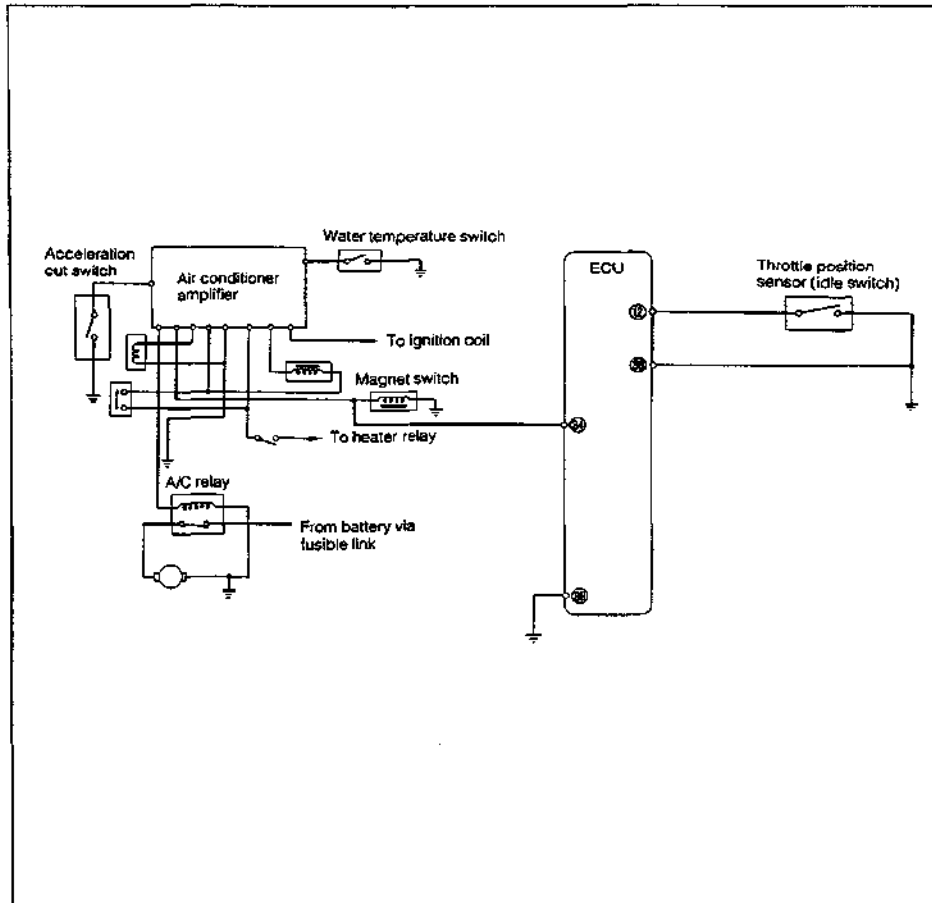 Water temperature switch
Acceleration
cut switch
Air conditioner
amplifier
ECU
Throttle position
sensor (idle switch)
12
To ignition coil
Magnet switch
To heater relay
A/C relay
From battery via
fusible link